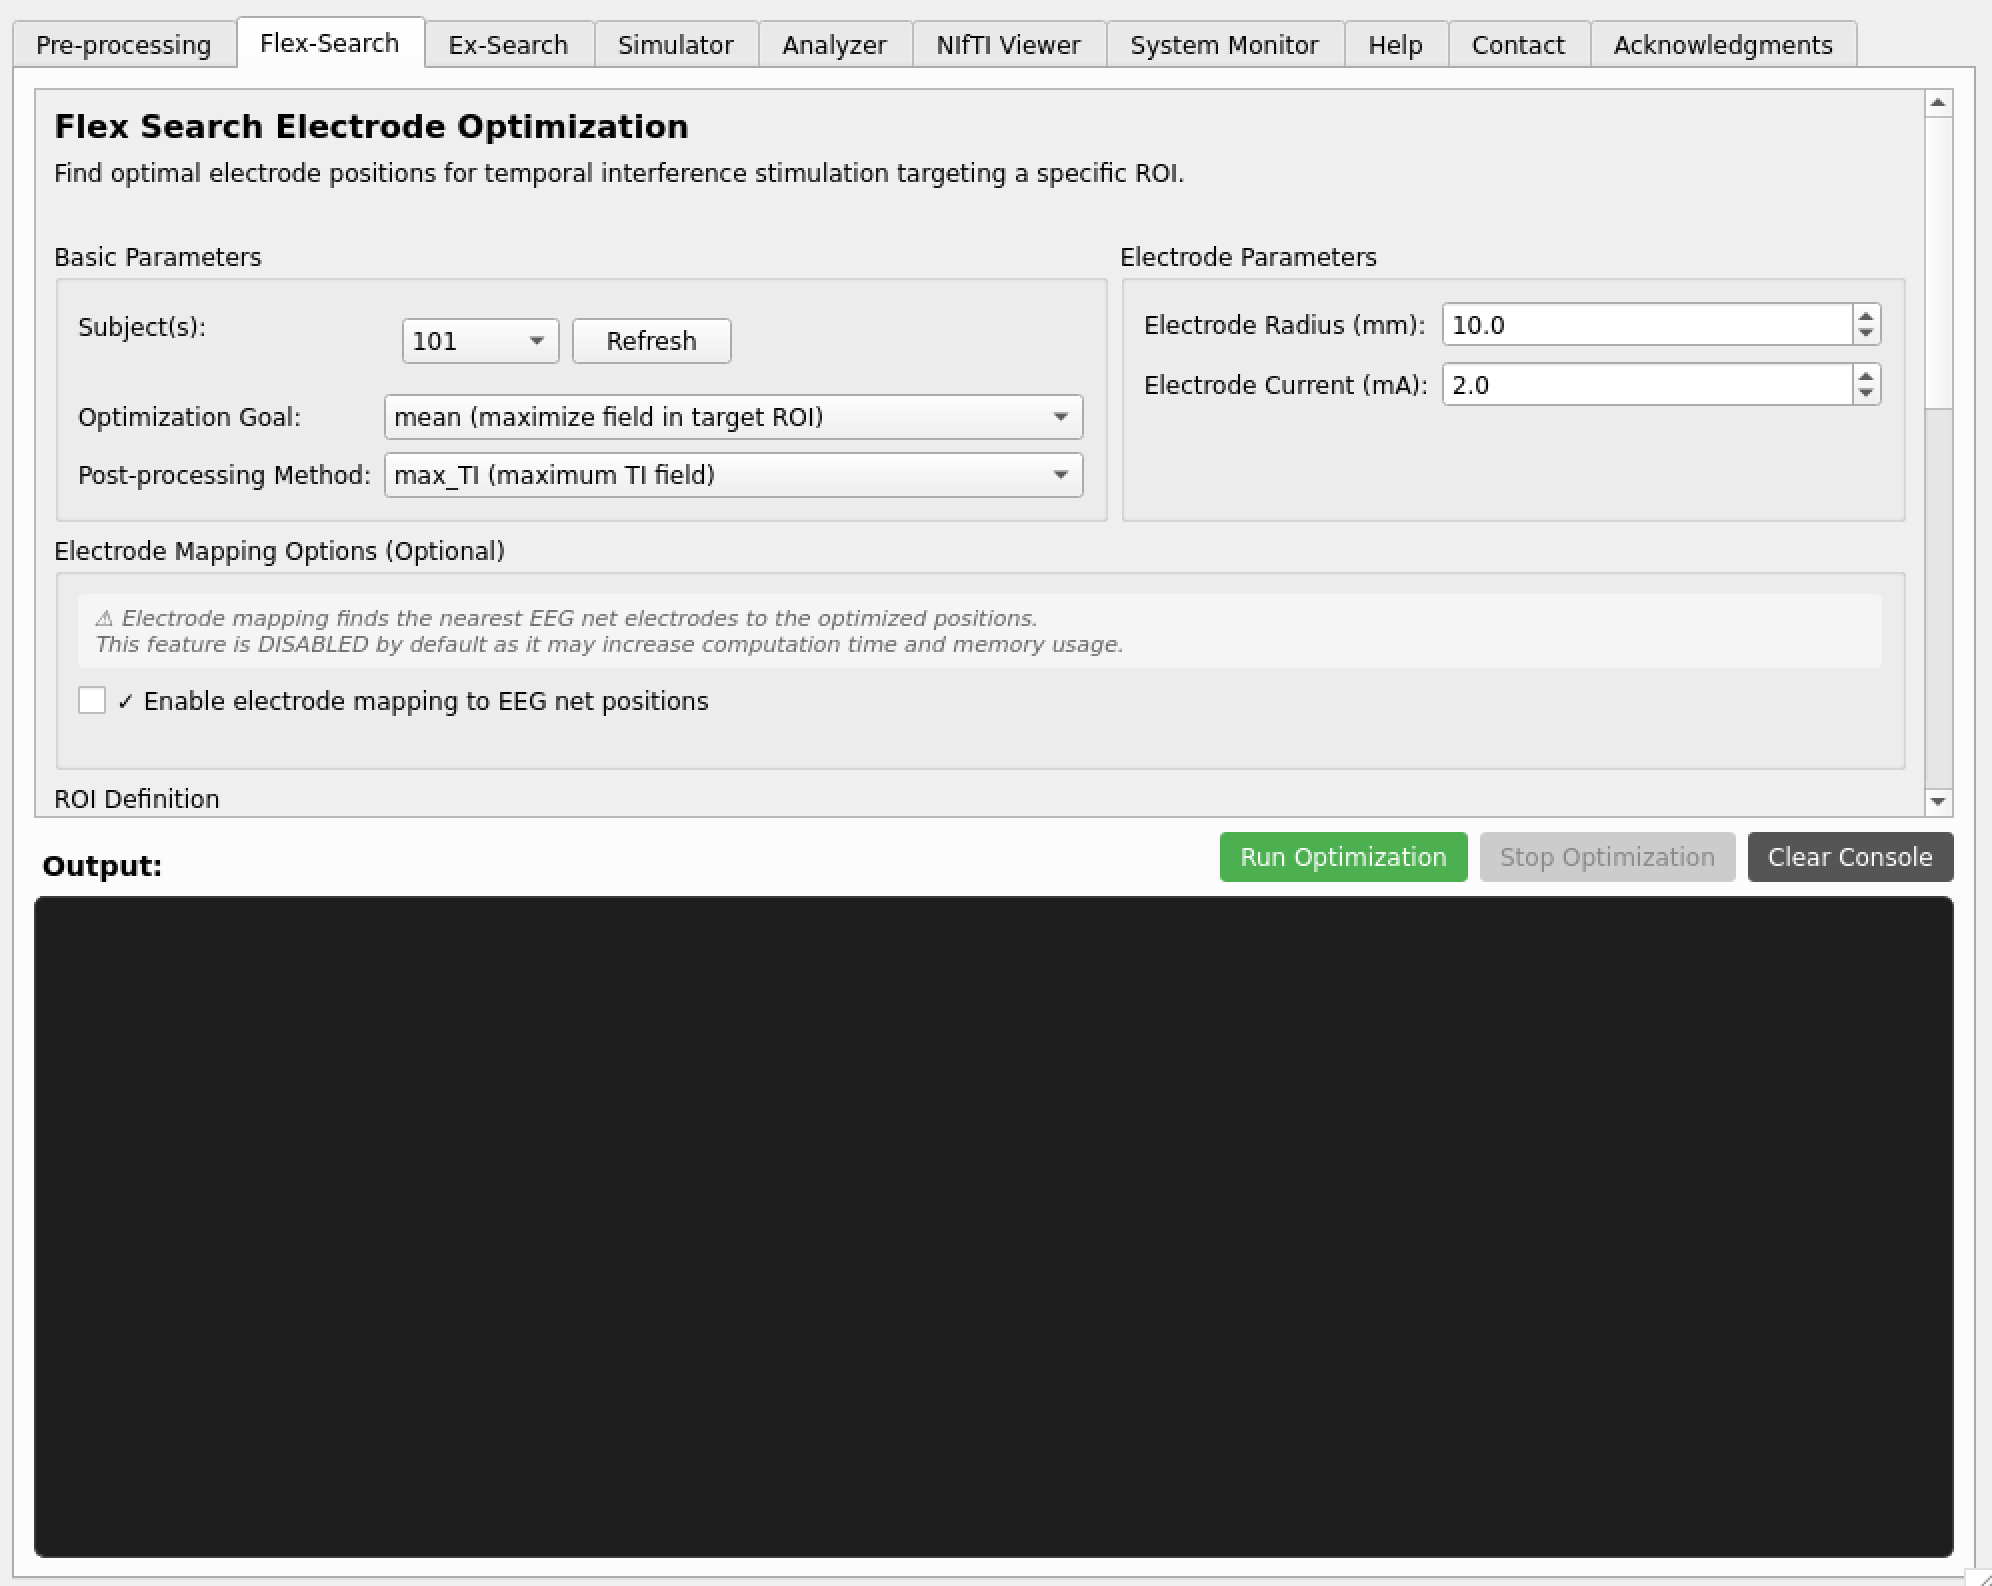 Pre-processing Flex-Search Ex-Search Simulator Analyzer NIfTI Viewer System Monitor Help Contact Acknowledgments
Flex Search Electrode Optimization
Find optimal electrode positions for temporal interference stimulation targeting a specific ROI.
Basic Parameters
Subject(s): 101 Refresh
Optimization Goal: mean (maximize field in target ROI)
Post-processing Method: max_TI (maximum TI field)
Electrode Parameters
Electrode Radius (mm): 10.0
Electrode Current (mA): 2.0
Electrode Mapping Options (Optional)
⚠ Electrode mapping finds the nearest EEG net electrodes to the optimized positions.
This feature is DISABLED by default as it may increase computation time and memory usage.
✓ Enable electrode mapping to EEG net positions
ROI Definition
Output: Run Optimization Stop Optimization Clear Console